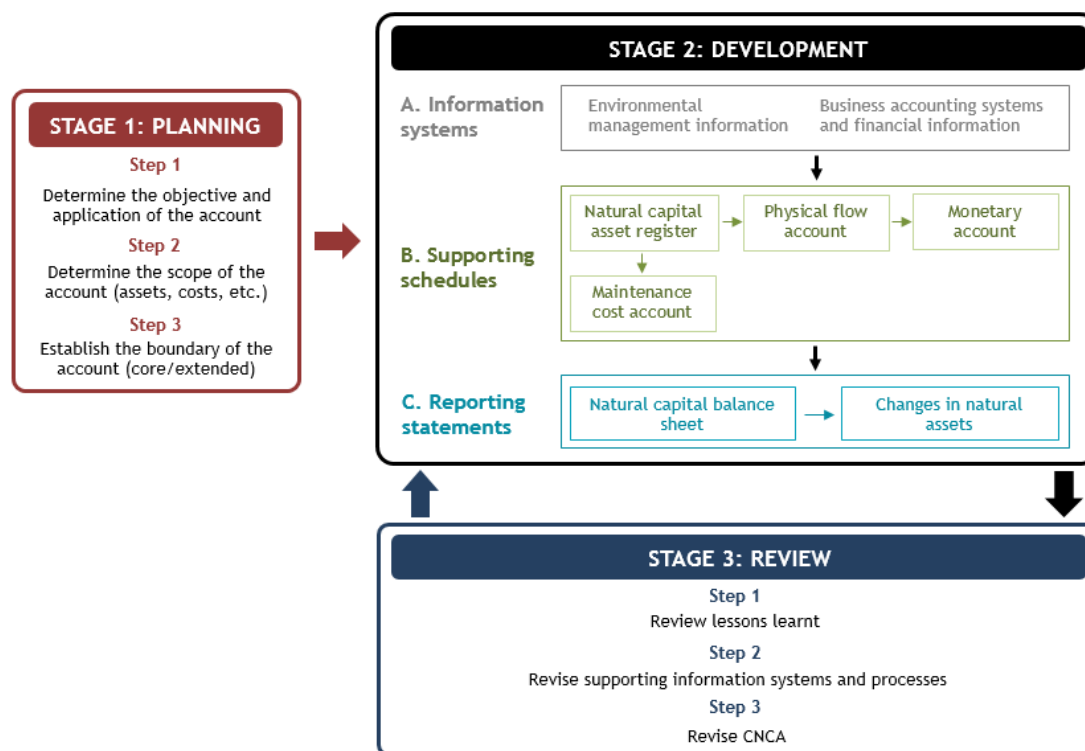 STAGE 1: PLANNING
Step 1
Determine the objective and
application of the account
Step 2
Determine the scope of the
account (assets, costs, etc.)
Step 3
Establish the boundary of the
account (core/extended)
STAGE 2: DEVELOPMENT
A. Information
systems
Environmental
management information
Business accounting systems
and financial information
B. Supporting
schedules
Natural capital
asset register
Physical flow
account
Monetary
account
Maintenance
cost account
C. Reporting
statements
Natural capital balance
sheet
Changes in natural
assets
STAGE 3: REVIEW
Step 1
Review lessons learnt
Step 2
Revise supporting information systems and processes
Step 3
Revise CNCA